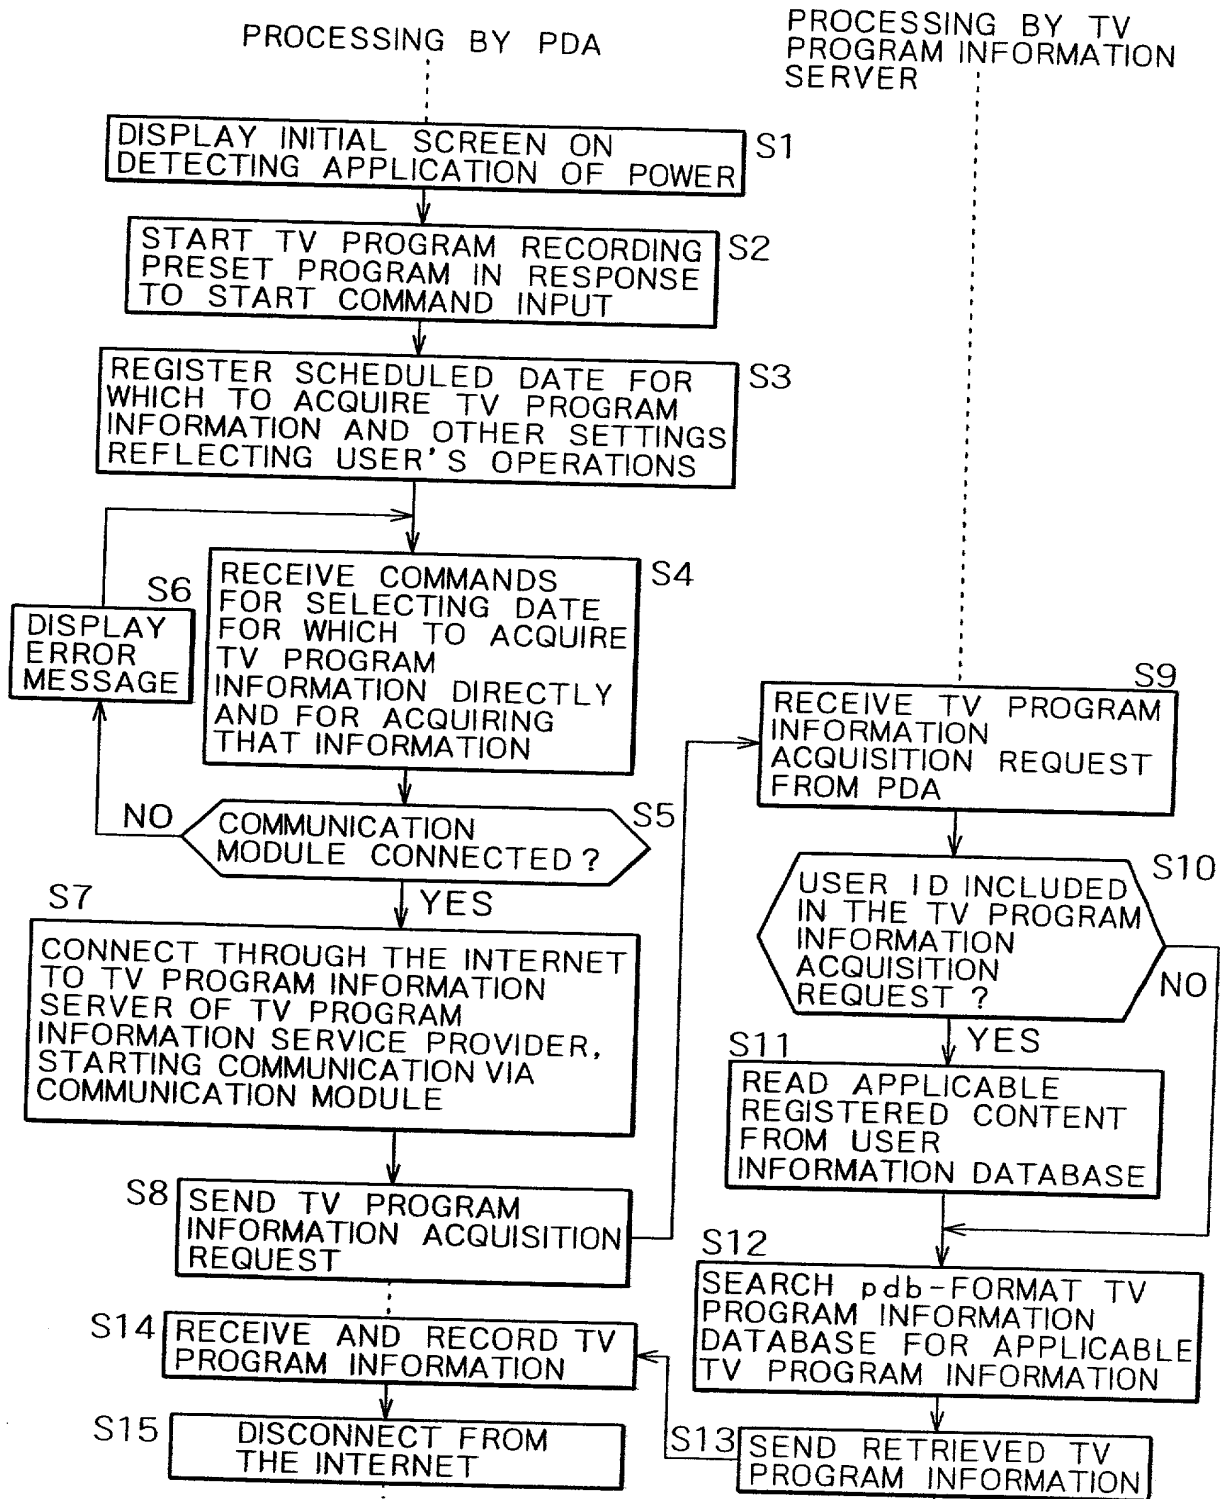 PROCESSING BY PDA
PROCESSING BY TV
PROGRAM INFORMATION
SERVER
DISPLAY INITIAL SCREEN ON
DETECTING APPLICATION OF POWER
S1
START TV PROGRAM RECORDING
PRESET PROGRAM IN RESPONSE
TO START COMMAND INPUT
S2
REGISTER SCHEDULED DATE FOR
WHICH TO ACQUIRE TV PROGRAM
INFORMATION AND OTHER SETTINGS
REFLECTING USER'S OPERATIONS
S3
RECEIVE COMMANDS
FOR SELECTING DATE
FOR WHICH TO ACQUIRE
TV PROGRAM
INFORMATION DIRECTLY
AND FOR ACQUIRING
THAT INFORMATION
S4
S6
DISPLAY
ERROR
MESSAGE
NO
COMMUNICATION
MODULE CONNECTED?
S5
YES
S7
CONNECT THROUGH THE INTERNET
TO TV PROGRAM INFORMATION
SERVER OF TV PROGRAM
INFORMATION SERVICE PROVIDER,
STARTING COMMUNICATION VIA
COMMUNICATION MODULE
S8
SEND TV PROGRAM
INFORMATION ACQUISITION
REQUEST
S9
RECEIVE TV PROGRAM
INFORMATION
ACQUISITION REQUEST
FROM PDA
S10
USER ID INCLUDED
IN THE TV PROGRAM
INFORMATION
ACQUISITION
REQUEST?
NO
YES
S11
READ APPLICABLE
REGISTERED CONTENT
FROM USER
INFORMATION DATABASE
S12
SEARCH pdb-FORMAT TV
PROGRAM INFORMATION
DATABASE FOR APPLICABLE
TV PROGRAM INFORMATION
S13
SEND RETRIEVED TV
PROGRAM INFORMATION
S14
RECEIVE AND RECORD TV
PROGRAM INFORMATION
S15
DISCONNECT FROM
THE INTERNET